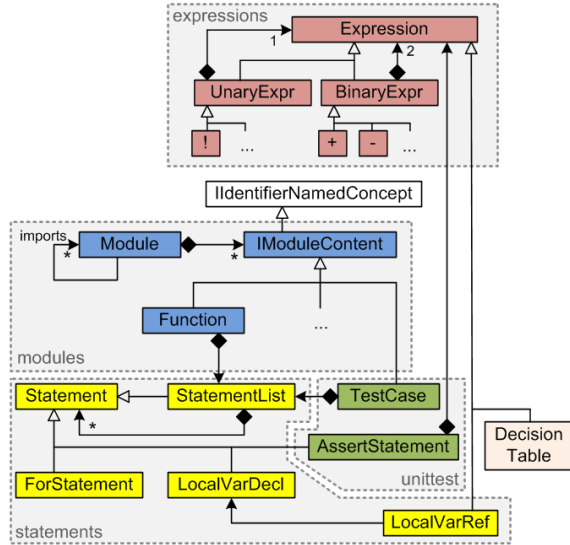 expressions
Expression
1
2
UnaryExpr
BinaryExpr
!
...
+
-
...
IIdentifierNamedConcept
imports
*
Module
*
IModuleContent
Function
...
modules
Statement
StatementList
TestCase
*
AssertStatement
Decision
Table
unittest
ForStatement
LocalVarDecl
LocalVarRef
statements